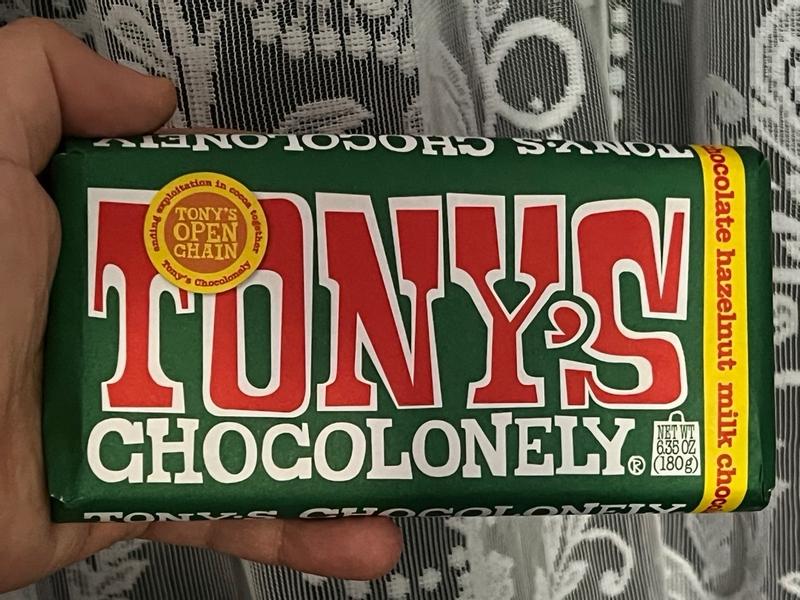 TONY'S CHOCOLONELY
ending exploitation in cocoa together
TONY'S
OPEN
CHAIN
Tony's Chocolonely
TONY'S
CHOCOLONELY®
NET WT
6.35 OZ
(180g)
hocolate hazelnut milk choc
TONY'S CHOCOLONELY